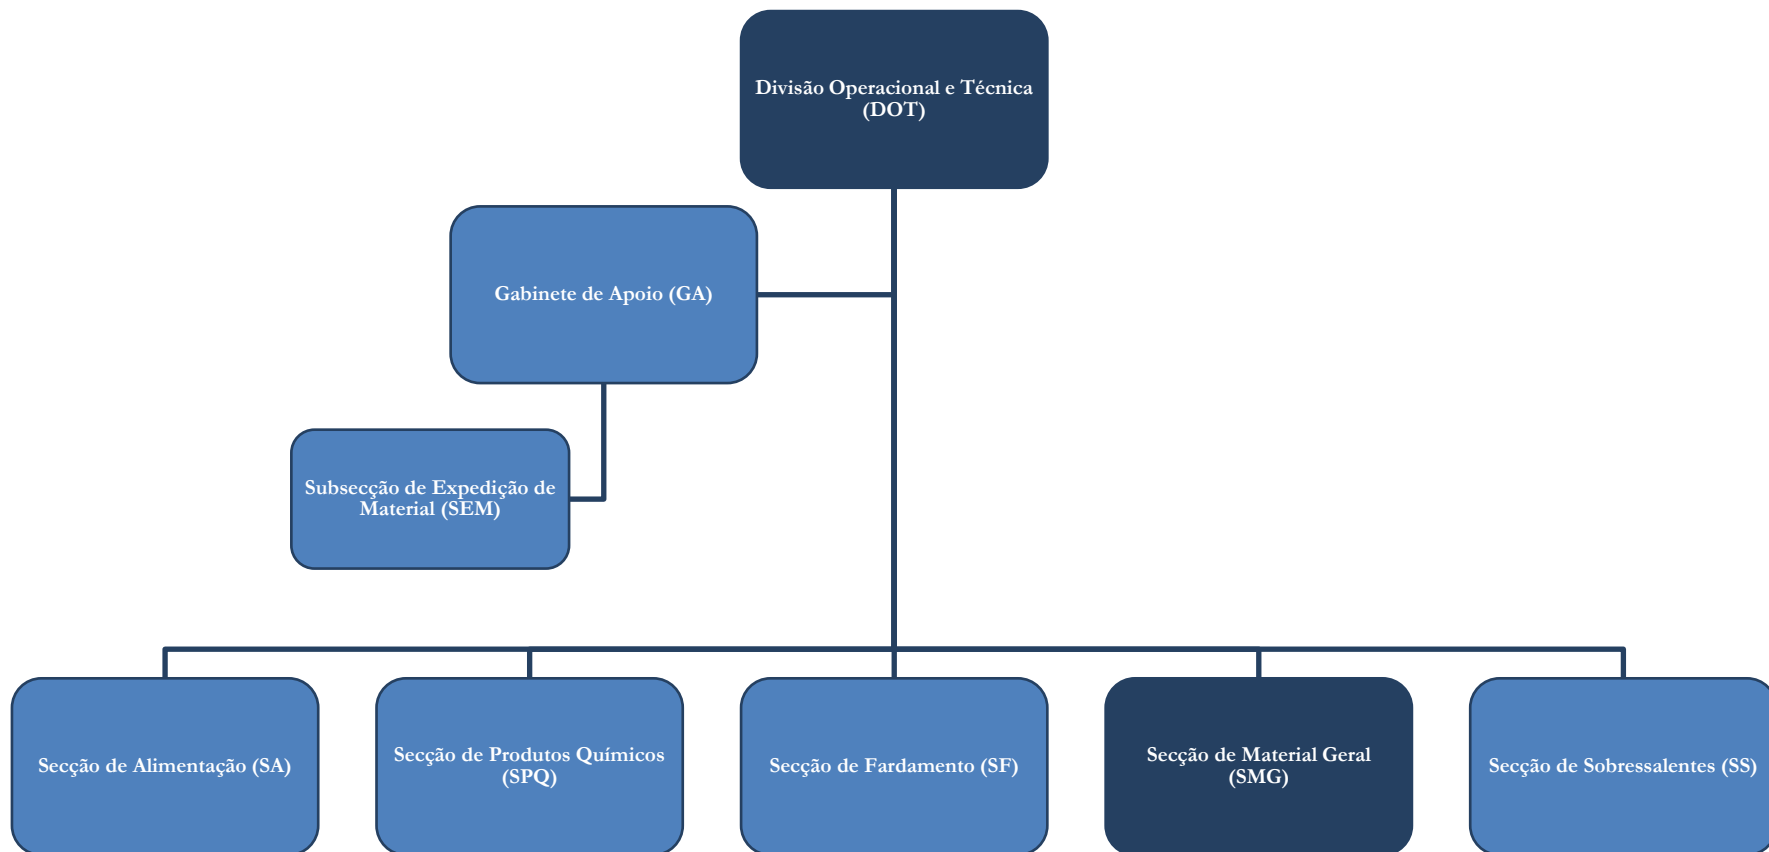 Divisão Operacional e Técnica
(DOT)
Gabinete de Apoio (GA)
Subsecção de Expedição de
Material (SEM)
Secção de Alimentação (SA)
Secção de Produtos Químicos
(SPQ)
Secção de Fardamento (SF)
Secção de Material Geral
(SMG)
Secção de Sobressalentes (SS)